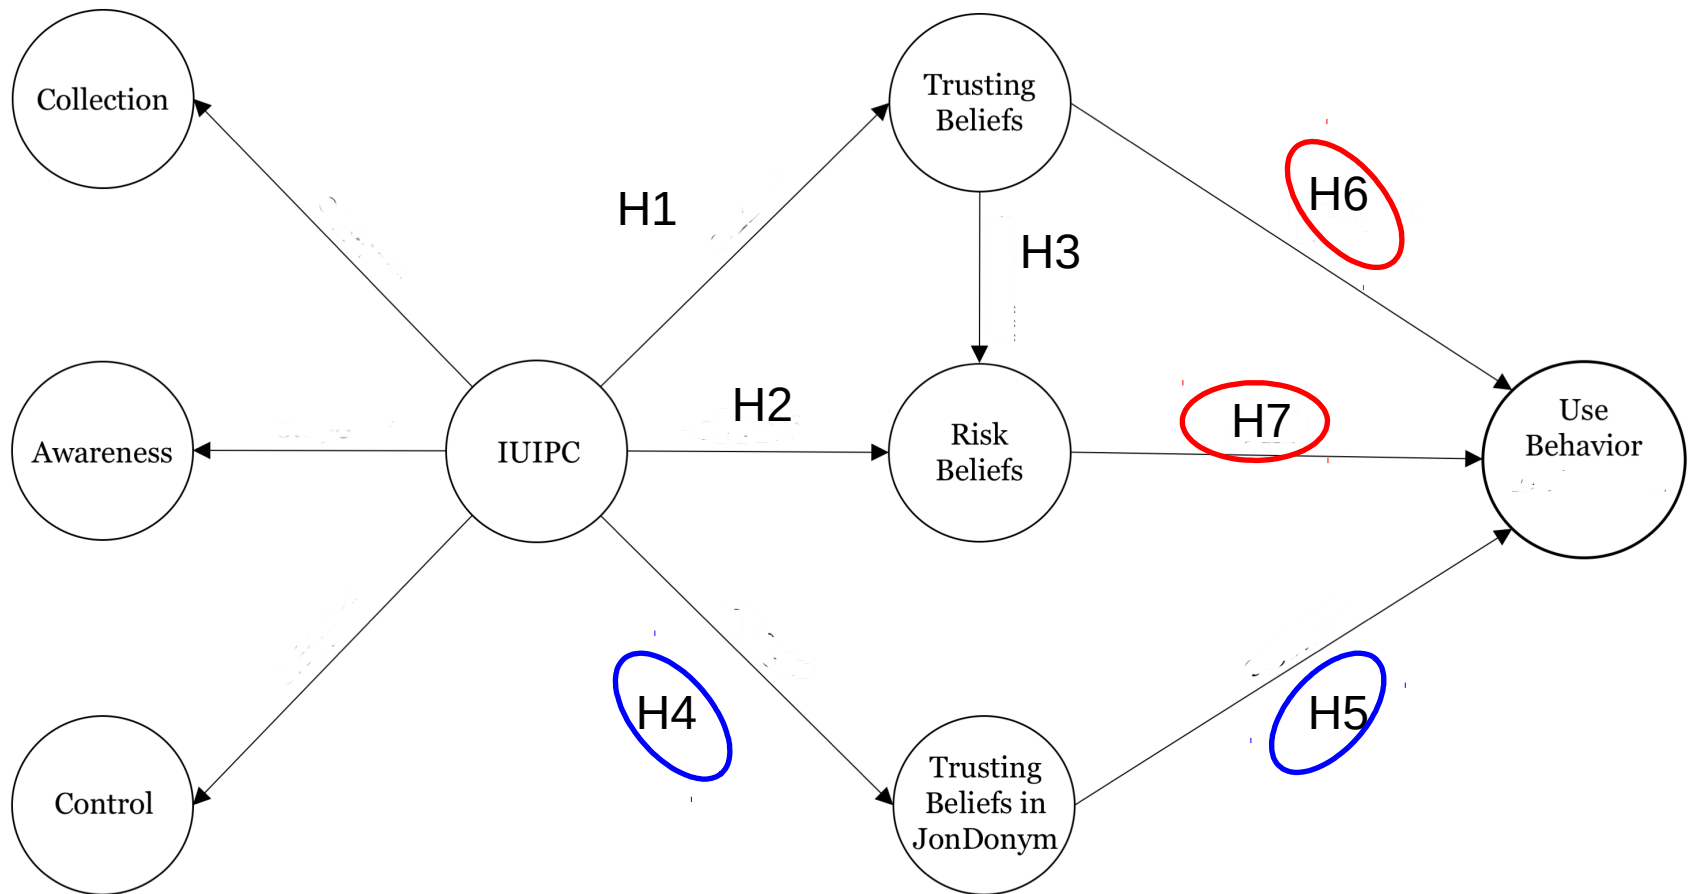 Collection
Trusting
Beliefs
H1
H6
H3
H2
H7
Awareness
IUIPC
Risk
Beliefs
Use
Behavior
H4
H5
Control
Trusting
Beliefs in
JonDonym